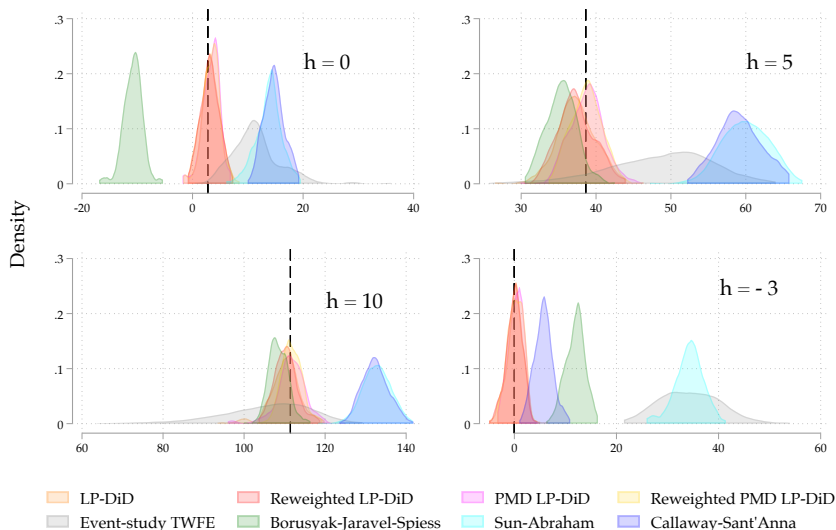 .3
.2
.1
0
-20 0 20 40
h = 0
.3
.2
.1
0
30 40 50 60 70
h = 5
Density
.3
.2
.1
0
60 80 100 120 140
h = 10
.3
.2
.1
0
0 20 40 60
h = - 3
LP-DiD Reweighted LP-DiD PMD LP-DiD Reweighted PMD LP-DiD
Event-study TWFE Borusyak-Jaravel-Spiess Sun-Abraham Callaway-Sant'Anna